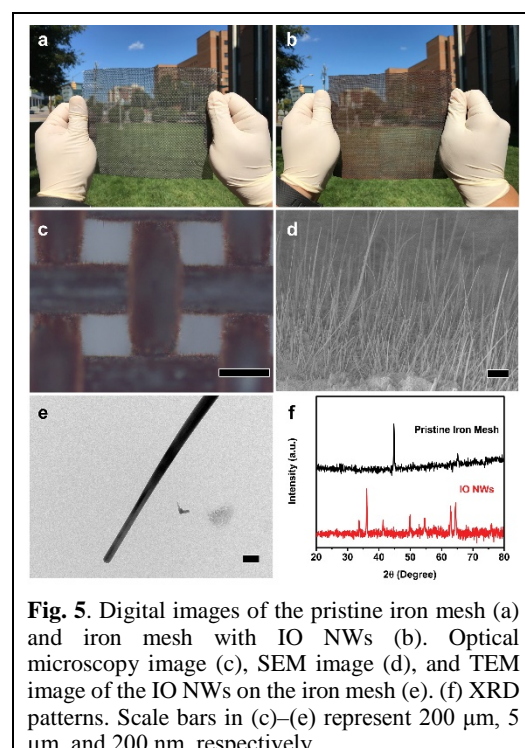 a
b
c
d
e
f
Pristine Iron Mesh
IO NWs
Intensity (a.u.)
20 30 40 50 60 70 80
2θ (Degree)
Fig. 5. Digital images of the pristine iron mesh (a)
and iron mesh with IO NWs (b). Optical
microscopy image (c), SEM image (d), and TEM
image of the IO NWs on the iron mesh (e). (f) XRD
patterns. Scale bars in (c)–(e) represent 200 μm, 5
μm, and 200 nm, respectively.